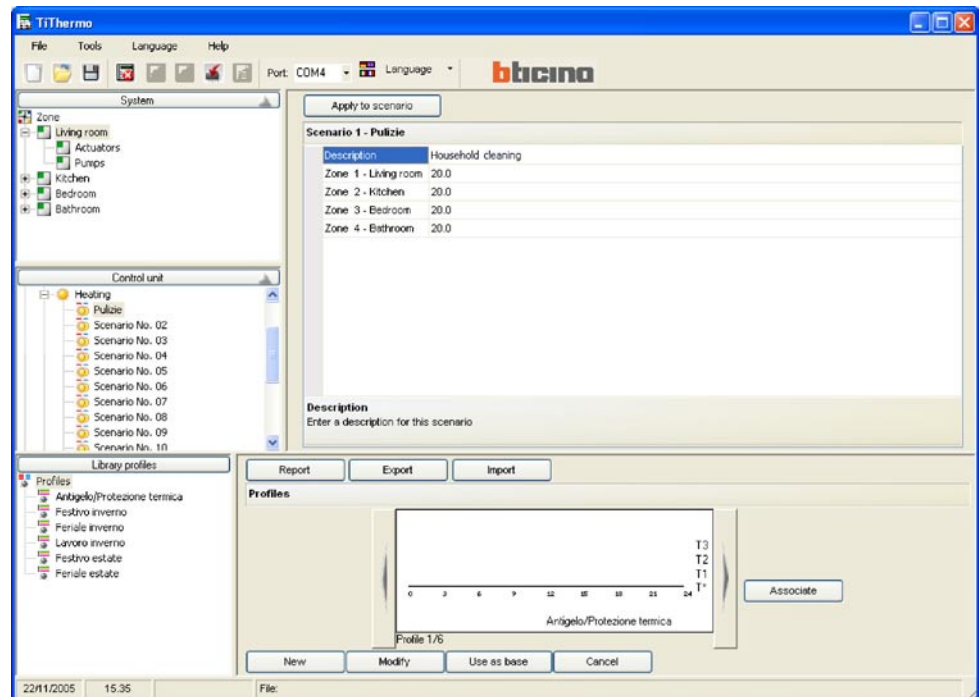 TiThermo
File Tools Language Help
Port: COM4 Language bticino
System
Zone
Living room
Actuators
Pumps
Kitchen
Bedroom
Bathroom
Apply to scenario
Scenario 1 - Pulizie
Description Household cleaning
Zone 1 - Living room 20.0
Zone 2 - Kitchen 20.0
Zone 3 - Bedroom 20.0
Zone 4 - Bathroom 20.0
Control unit
Heating
Pulizie
Scenario No. 02
Scenario No. 03
Scenario No. 04
Scenario No. 05
Scenario No. 06
Scenario No. 07
Scenario No. 08
Scenario No. 09
Scenario No. 10
Description
Enter a description for this scenario
Library profiles
Profiles
Antigelo/Protezione termica
Festivo inverno
Feriale inverno
Lavoro inverno
Festivo estate
Feriale estate
Report Export Import
Profiles
T3
T2
T1
T*
0 3 6 9 12 15 18 21 24
Antigelo/Protezione termica
Profile 1/6
Associate
New Modify Use as base Cancel
22/11/2005 15.35 File: